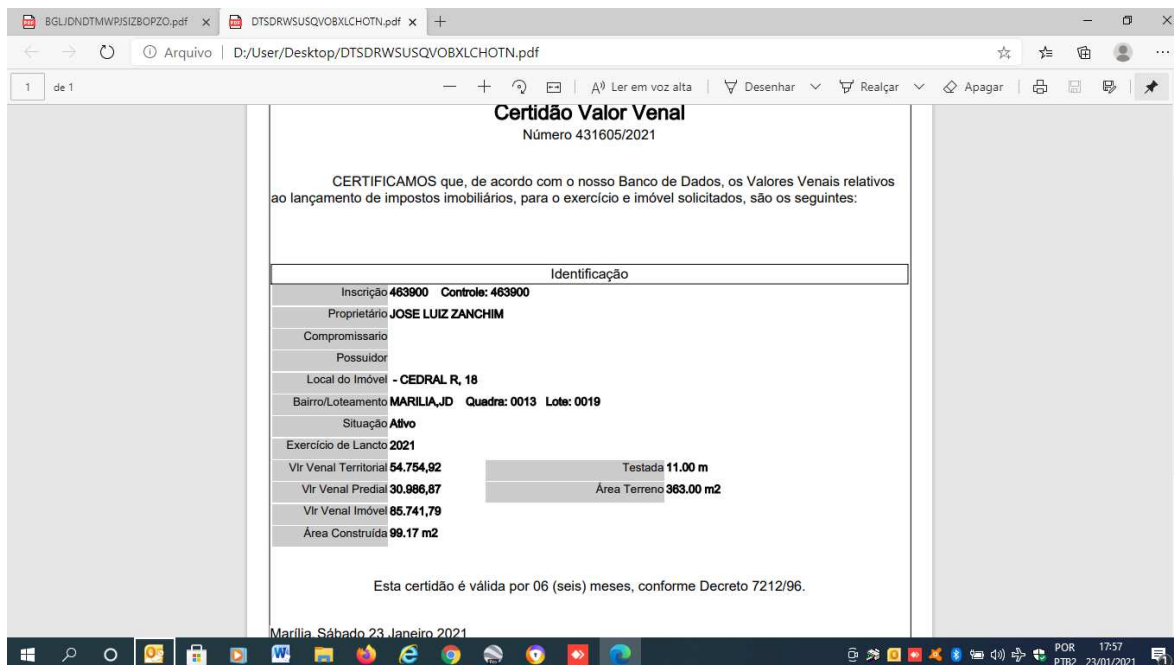 BGLJDNDTMWPJSIZBOPZO.pdf
DTSDRWSUSQVOBXLCHOTN.pdf
Arquivo D:/User/Desktop/DTSDRWSUSQVOBXLCHOTN.pdf
1 de 1 Ler em voz alta Desenhar Realçar Apagar
Certidão Valor Venal
Número 431605/2021
CERTIFICAMOS que, de acordo com o nosso Banco de Dados, os Valores Venais relativos
ao lançamento de impostos imobiliários, para o exercício e imóvel solicitados, são os seguintes:
Identificação
Inscrição 463900 Controle: 463900
Proprietário JOSE LUIZ ZANCHIM
Compromissario
Possuidor
Local do Imóvel - CEDRAL R, 18
Bairro/Loteamento MARILIA,JD Quadra: 0013 Lote: 0019
Situação Ativo
Exercício de Lancto 2021
Vlr Venal Territorial 54.754,92 Testada 11.00 m
Vlr Venal Predial 30.986,87 Área Terreno 363.00 m2
Vlr Venal Imóvel 85.741,79
Área Construída 99.17 m2
Esta certidão é válida por 06 (seis) meses, conforme Decreto 7212/96.
Marília, Sábado 23 Janeiro 2021
POR 17:57
PTB2 23/01/2021